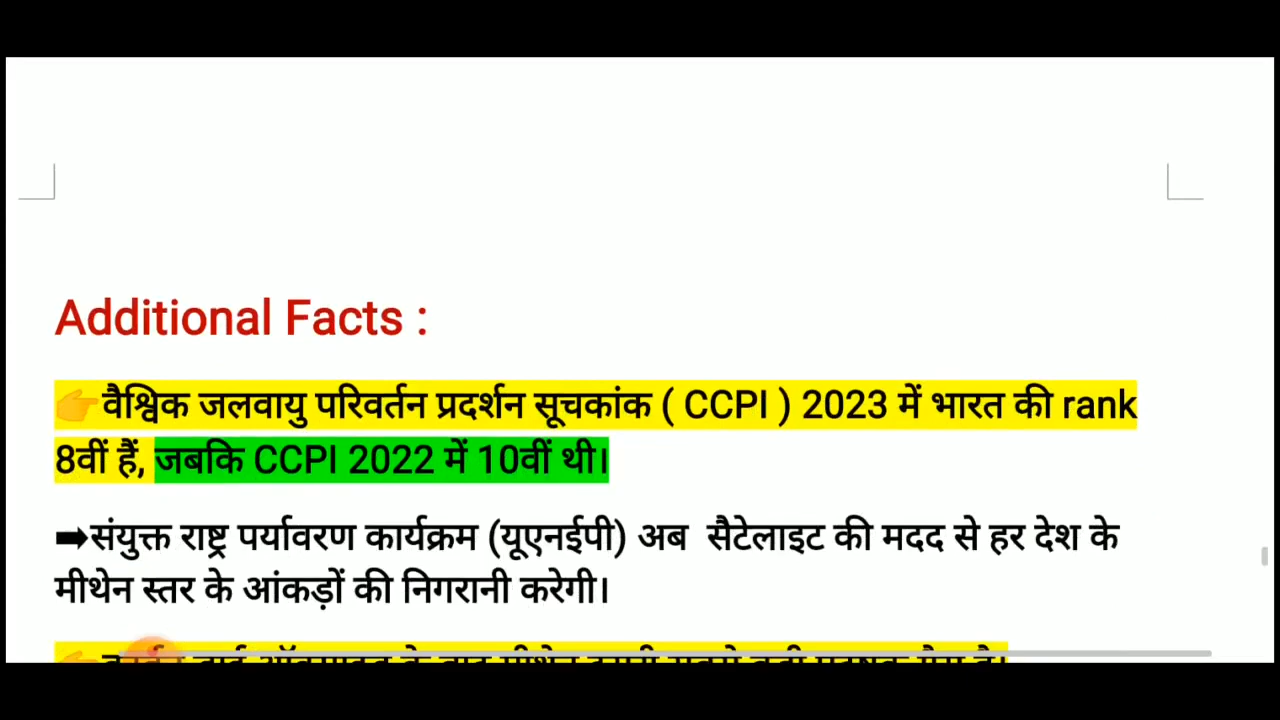 Additional Facts :
👉वैश्विक जलवायु परिवर्तन प्रदर्शन सूचकांक ( CCPI ) 2023 में भारत की rank
8वीं हैं, जबकि CCPI 2022 में 10वीं थी।
➡संयुक्त राष्ट्र पर्यावरण कार्यक्रम (यूएनईपी) अब सैटेलाइट की मदद से हर देश के
मीथेन स्तर के आंकड़ों की निगरानी करेगी।